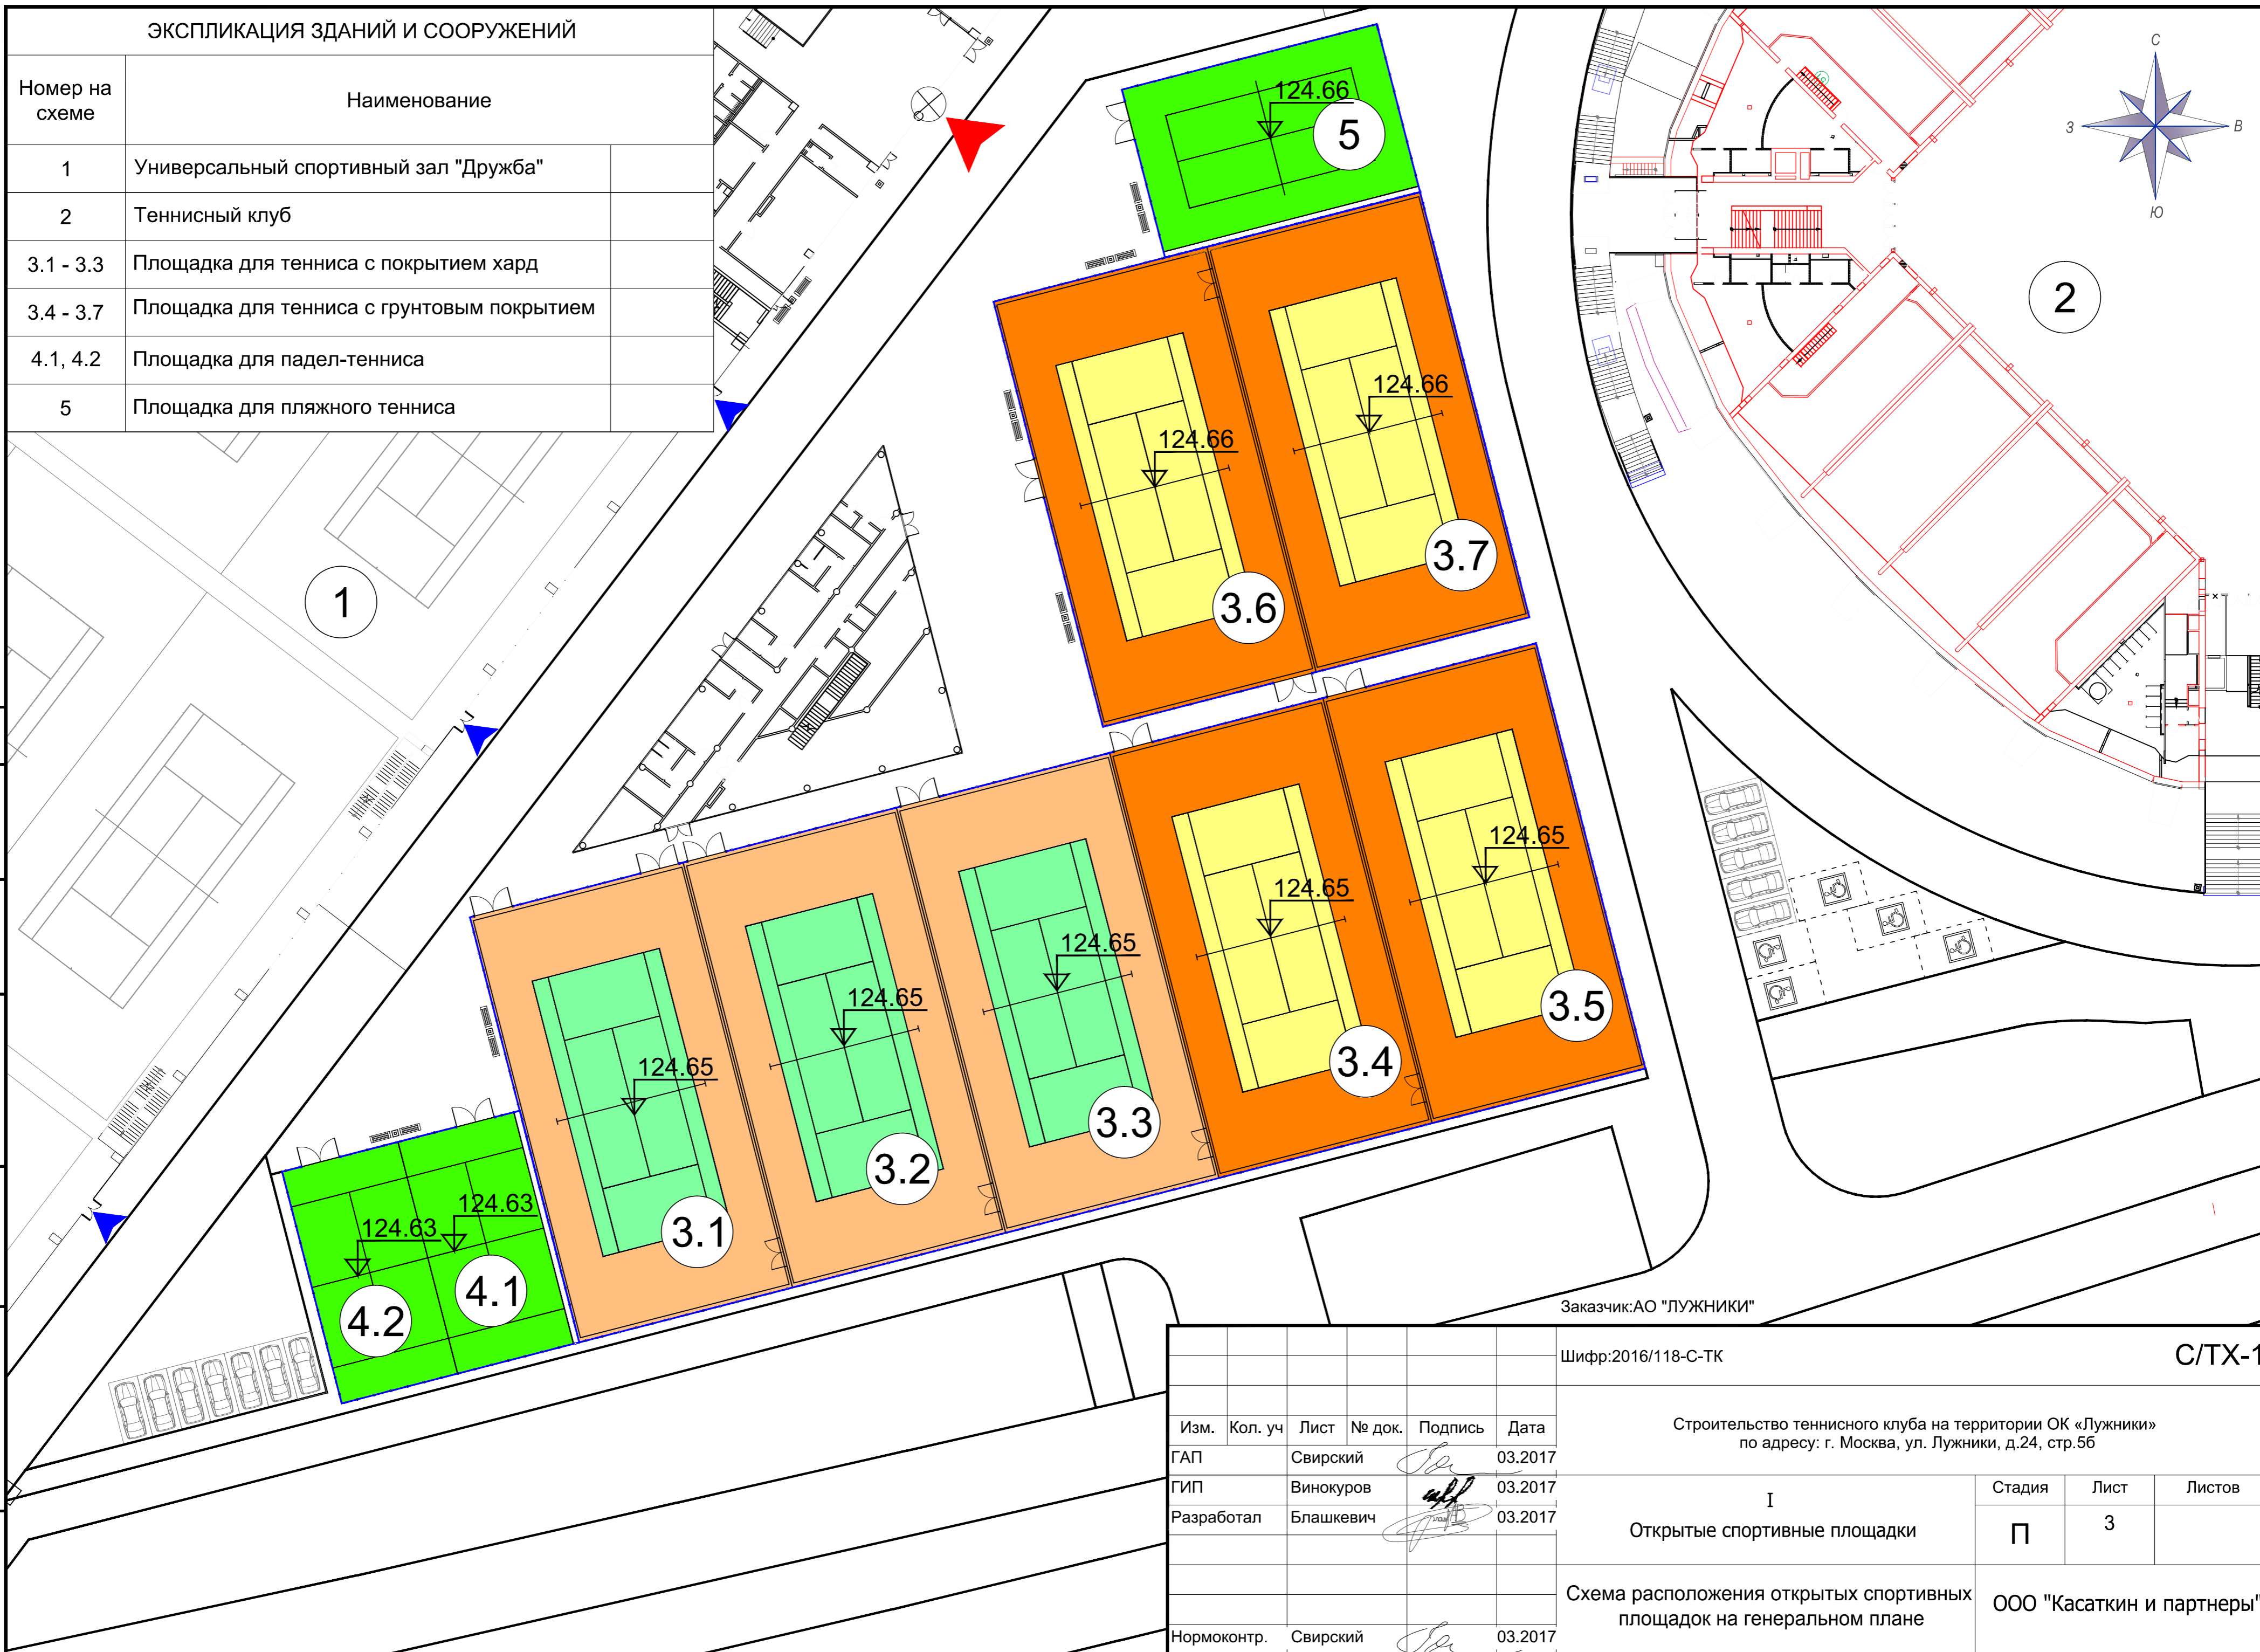 ЭКСПЛИКАЦИЯ ЗДАНИЙ И СООРУЖЕНИЙ
Номер на
схеме
Наименование
1 Универсальный спортивный зал "Дружба"
2 Теннисный клуб
3.1 - 3.3 Площадка для тенниса с покрытием хард
3.4 - 3.7 Площадка для тенниса с грунтовым покрытием
4.1, 4.2 Площадка для падел-тенниса
5 Площадка для пляжного тенниса
С
З
В
Ю
124.66
5
2
124.66
124.66
3.7
3.6
1
124.65
124.65
3.5
3.4
124.65
3.3
124.65
3.2
124.65
3.1
124.63
124.63
4.1
4.2
Заказчик:АО "ЛУЖНИКИ"
Шифр:2016/118-С-ТК
С/ТХ-1
Изм. Кол. уч Лист № док. Подпись Дата
Строительство теннисного клуба на территории ОК «Лужники»
по адресу: г. Москва, ул. Лужники, д.24, стр.5б
ГАП Свирский 03.2017
ГИП Винокуров 03.2017
Разработал Блашкевич 03.2017
I
Открытые спортивные площадки
Стадия Лист Листов
П 3
Схема расположения открытых спортивных
площадок на генеральном плане
ООО "Касаткин и партнеры"
Нормоконтр. Свирский 03.2017